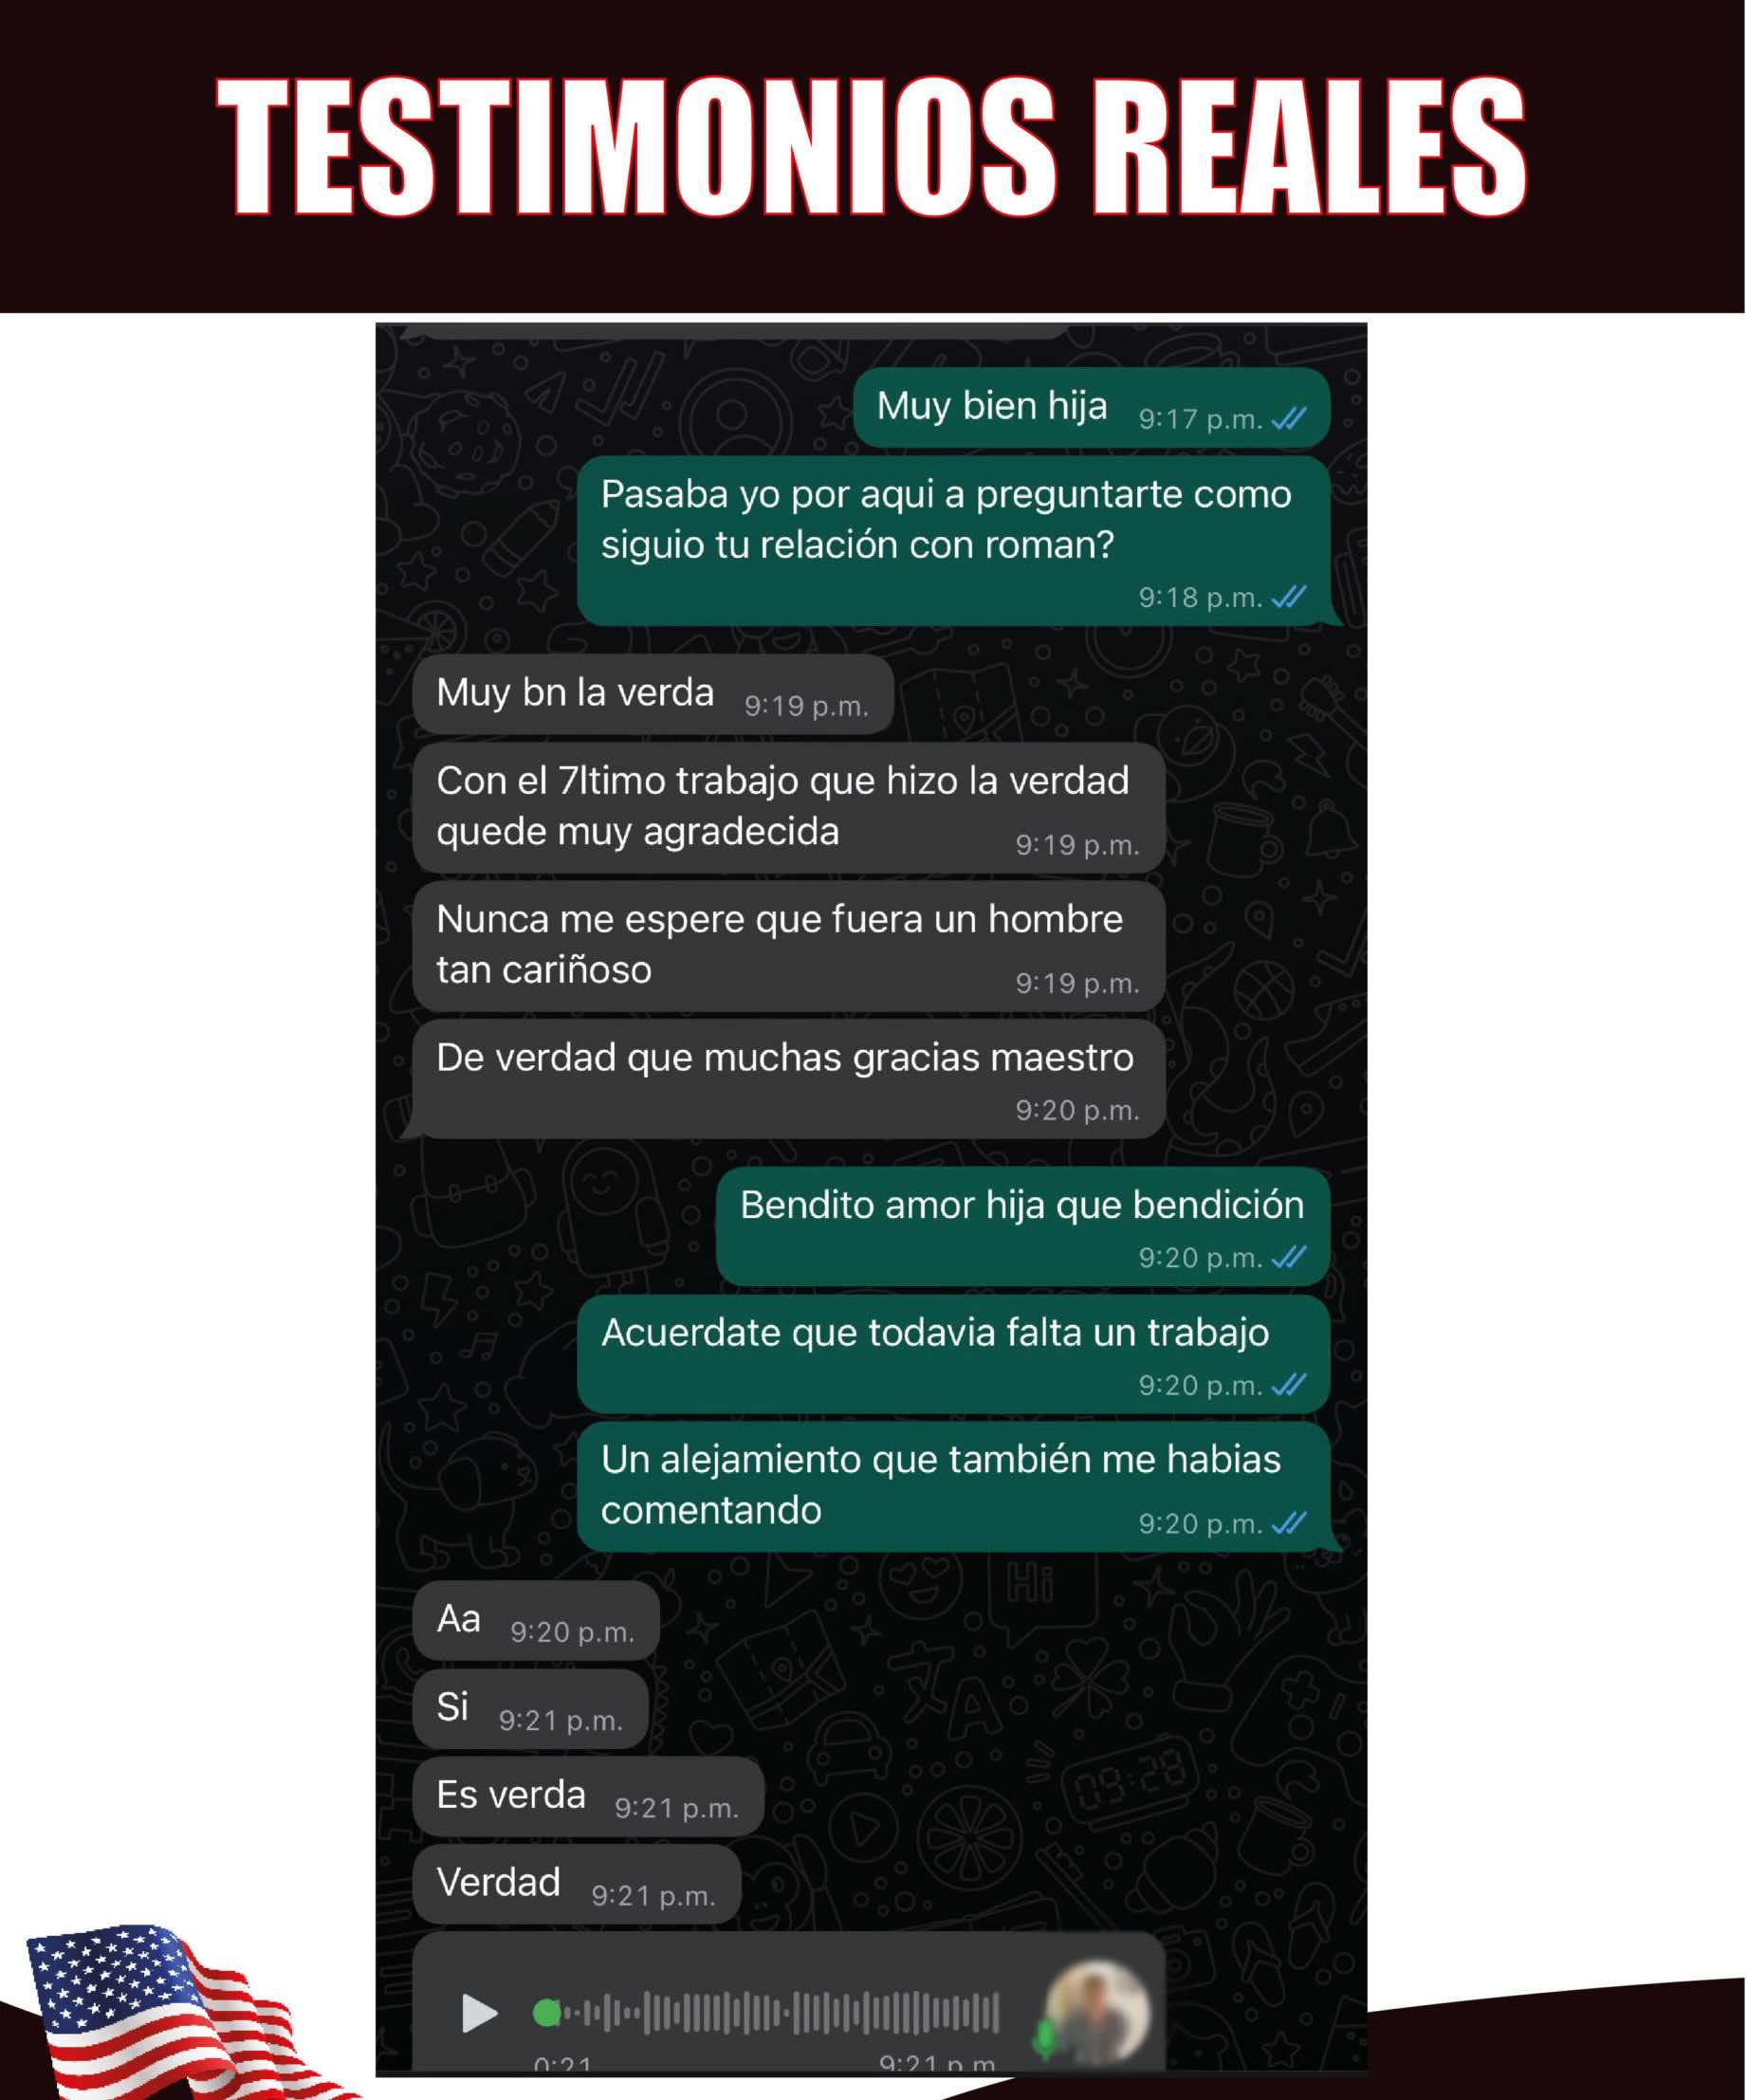 TESTIMONIOS REALES
Muy bien hija 9:17 p.m.
Pasaba yo por aqui a preguntarte como
siguio tu relación con roman?
9:18 p.m.
Muy bn la verda 9:19 p.m.
Con el 7ltimo trabajo que hizo la verdad
quede muy agradecida 9:19 p.m.
Nunca me espere que fuera un hombre
tan cariñoso 9:19 p.m.
De verdad que muchas gracias maestro
9:20 p.m.
Bendito amor hija que bendición
9:20 p.m.
Acuerdate que todavia falta un trabajo
9:20 p.m.
Un alejamiento que también me habias
comentando 9:20 p.m.
Aa 9:20 p.m.
Si 9:21 p.m.
Es verda 9:21 p.m.
Verdad 9:21 p.m.
0:21 9:21 p.m.